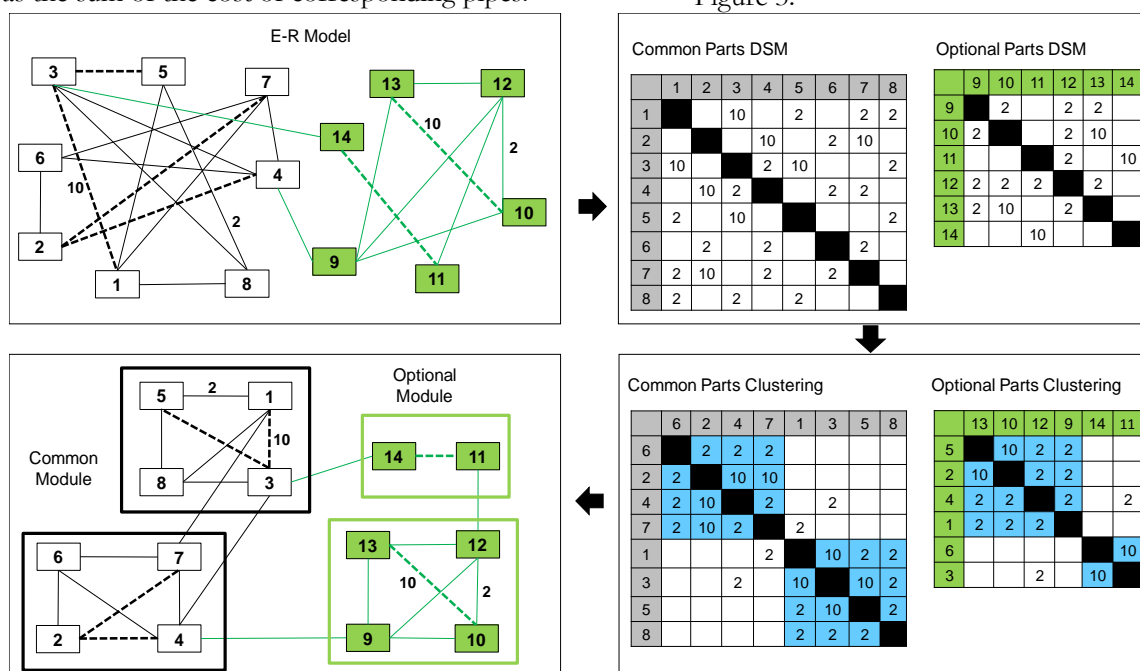 as the sum of the cost of corresponding pipes.
Figure 3.
E-R Model
3
5
7
6
4
10
2
2
1
8
13
12
14
10
2
10
9
11
Common Parts DSM
1 2 3 4 5 6 7 8
1 10 2 2 2
2 10 2 10
3 10 2 10 2
4 10 2 2 2
5 2 10 2
6 2 2 2
7 2 10 2 2
8 2 2 2
Optional Parts DSM
9 10 11 12 13 14
9 2 2 2
10 2 2 10
11 2 10
12 2 2 2 2
13 2 10 2
14 10
Common Module
5
2
1
10
8
3
6
7
2
4
Optional Module
14
11
13
12
10
2
9
10
Common Parts Clustering
6 2 4 7 1 3 5 8
6 2 2 2
2 2 10 10
4 2 10 2 2
7 2 10 2 2
1 2 10 2 2
3 2 10 10 2
5 2 10 2
8 2 2 2
Optional Parts Clustering
13 10 12 9 14 11
5 10 2 2
2 10 2 2
4 2 2 2 2
1 2 2 2
6 10
3 2 10